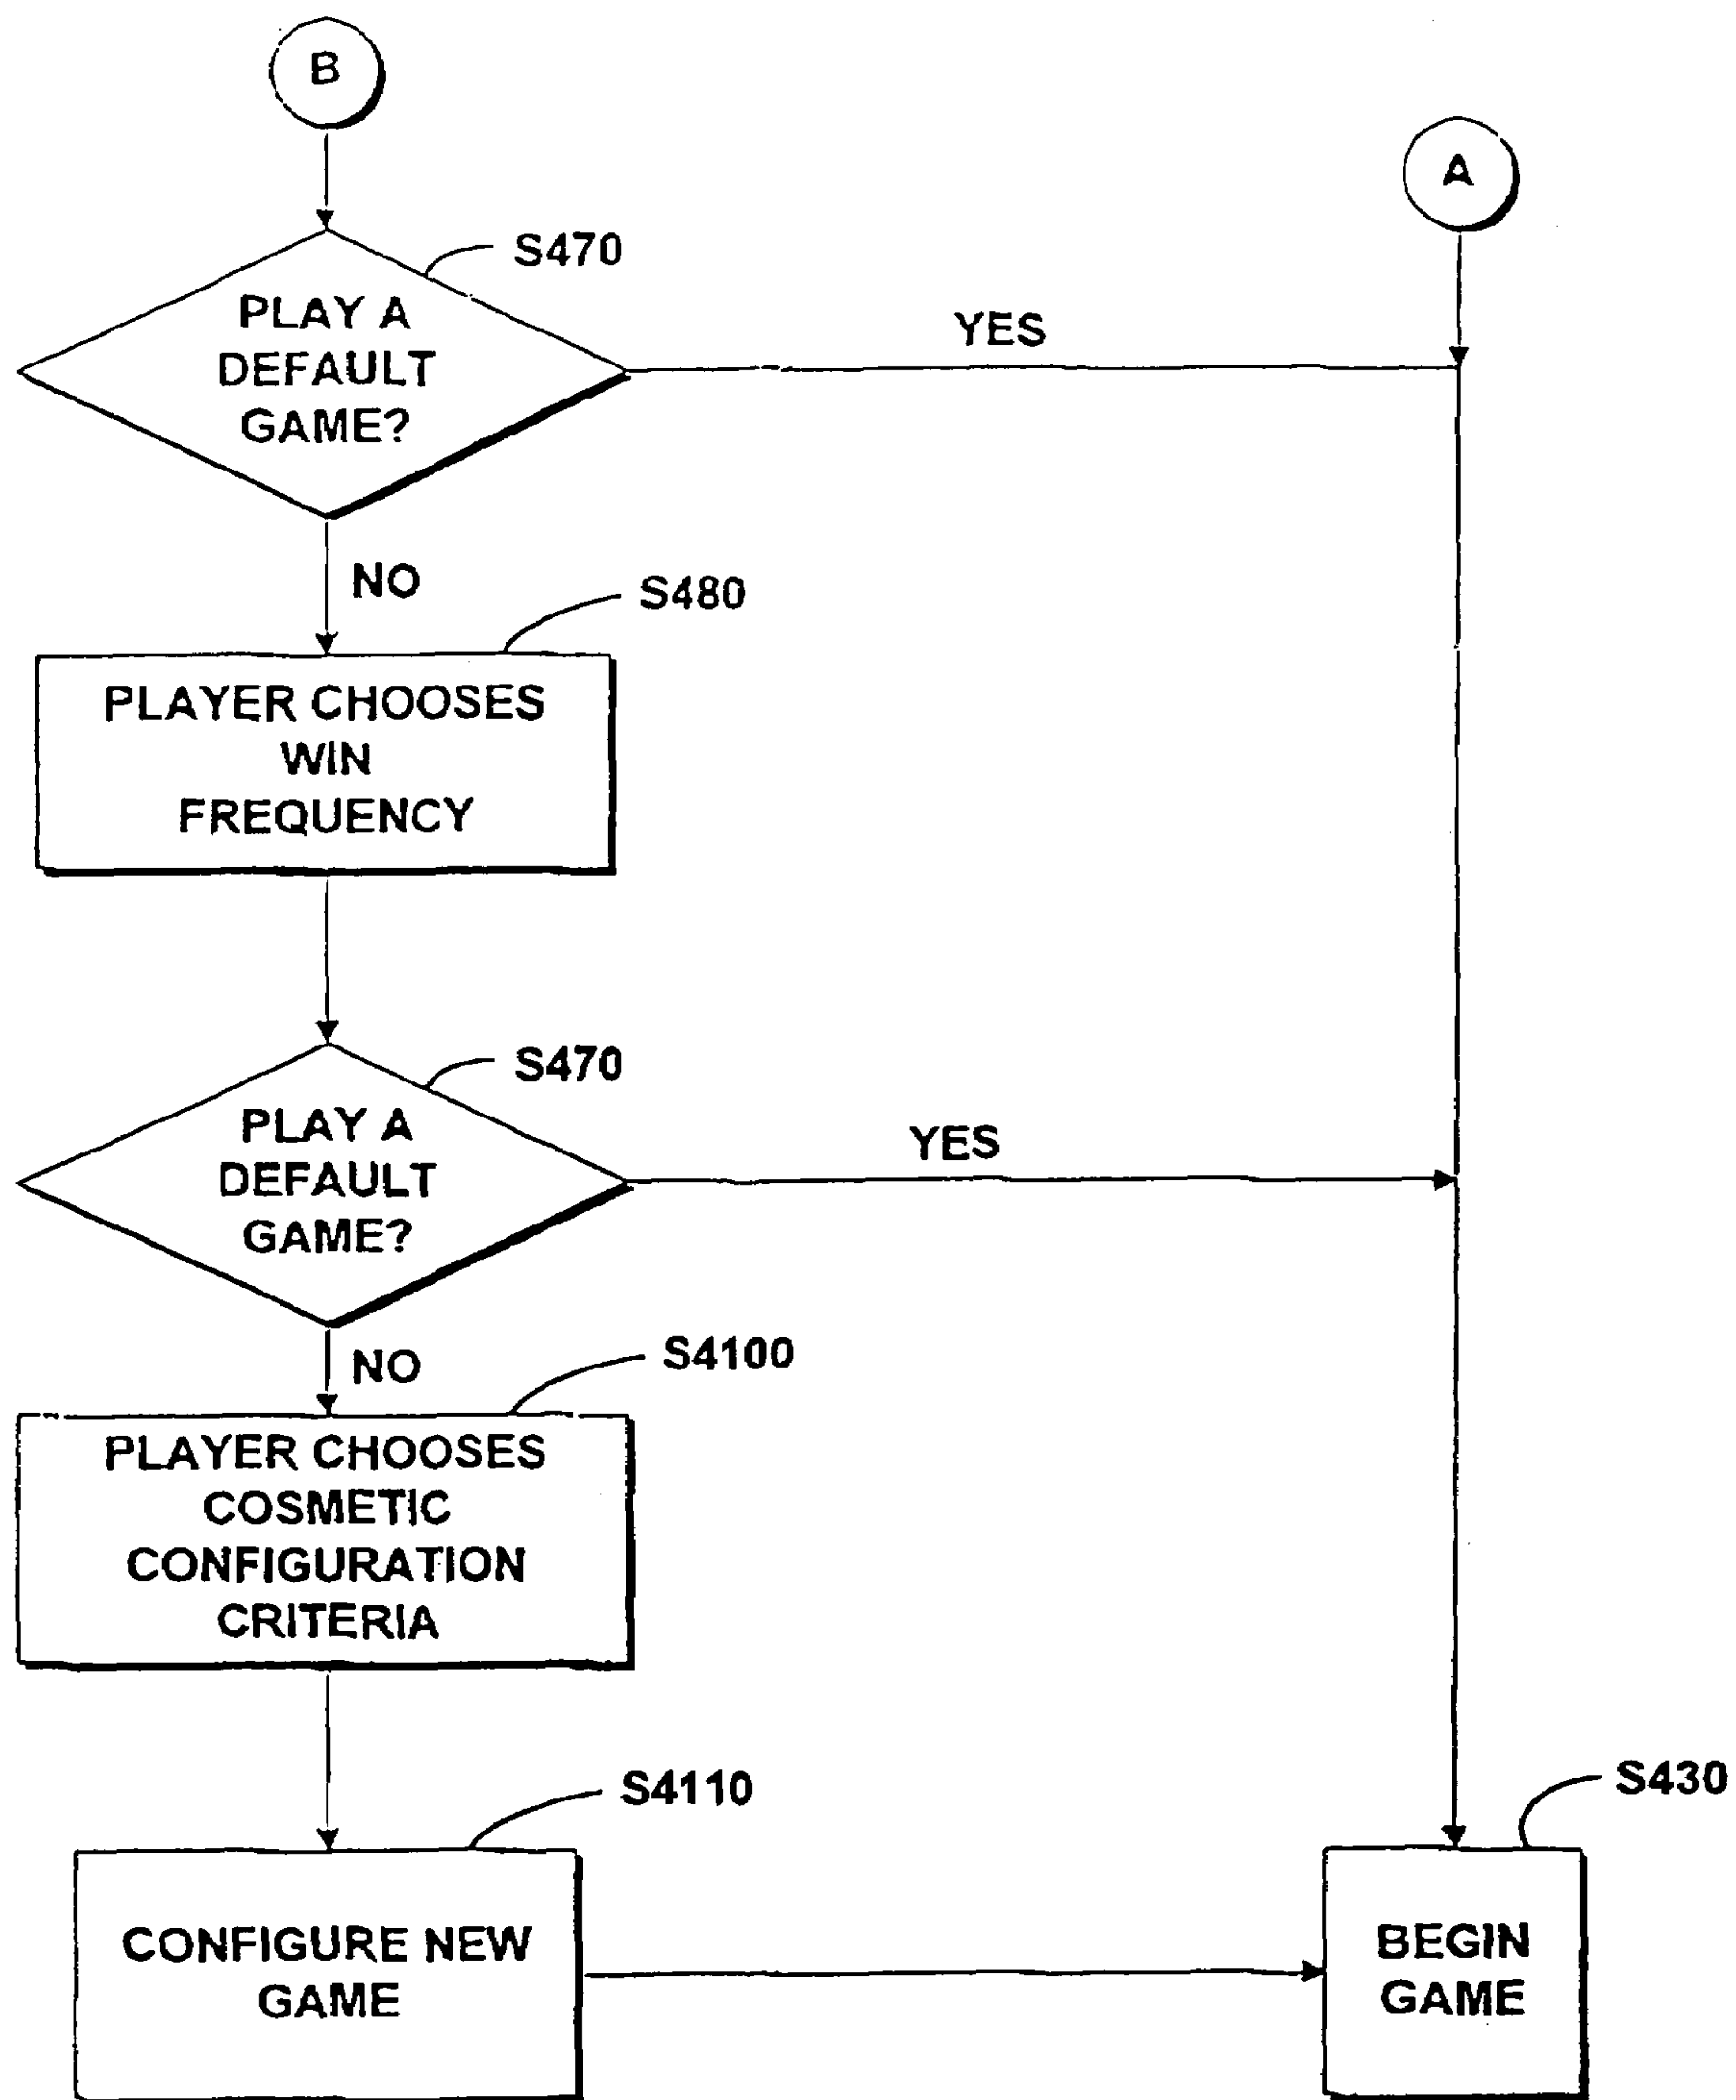 B
A
S470
PLAY A
DEFAULT
GAME?
YES
NO
S480
PLAYER CHOOSES
WIN
FREQUENCY
S470
PLAY A
DEFAULT
GAME?
YES
NO
S4100
PLAYER CHOOSES
COSMETIC
CONFIGURATION
CRITERIA
S4110
CONFIGURE NEW
GAME
S430
BEGIN
GAME